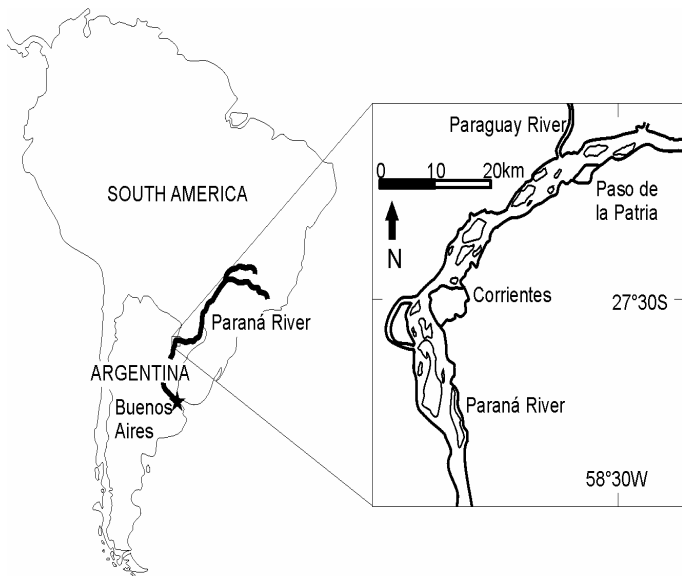 SOUTH AMERICA
Paraná River
ARGENTINA
Buenos
Aires
Paraguay River
0 10 20km
Paso de
la Patria
N
Corrientes
27°30S
Paraná River
58°30W